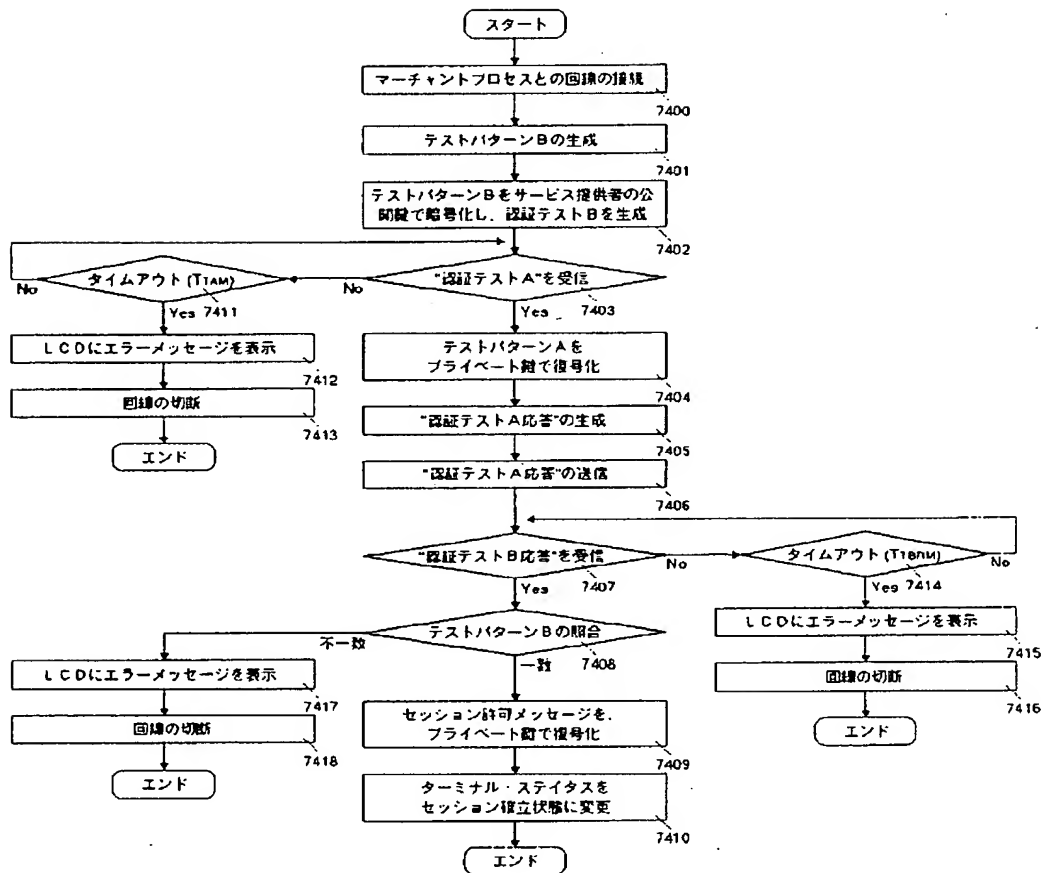 スタート
マーチャントプロセスとの回線の接続
7400
テストパターンBの生成
7401
テストパターンBをサービス提供者の公
開鍵で暗号化し、認証テストBを生成
7402
"認証テストA"を受信
7403
No
Yes
タイムアウト(TTAM)
7411
No
Yes
LCDにエラーメッセージを表示
7412
回線の切断
7413
エンド
テストパターンAを
プライベート鍵で復号化
7404
"認証テストA応答"の生成
7405
"認証テストA応答"の送信
7406
"認証テストB応答"を受信
7407
No
Yes
タイムアウト(TTBRM)
7414
No
Yes
LCDにエラーメッセージを表示
7415
回線の切断
7416
エンド
テストパターンBの照合
7408
不一致
一致
LCDにエラーメッセージを表示
7417
回線の切断
7418
エンド
セッション許可メッセージを、
プライベート鍵で復号化
7409
ターミナル・ステイタスを
セッション確立状態に変更
7410
エンド